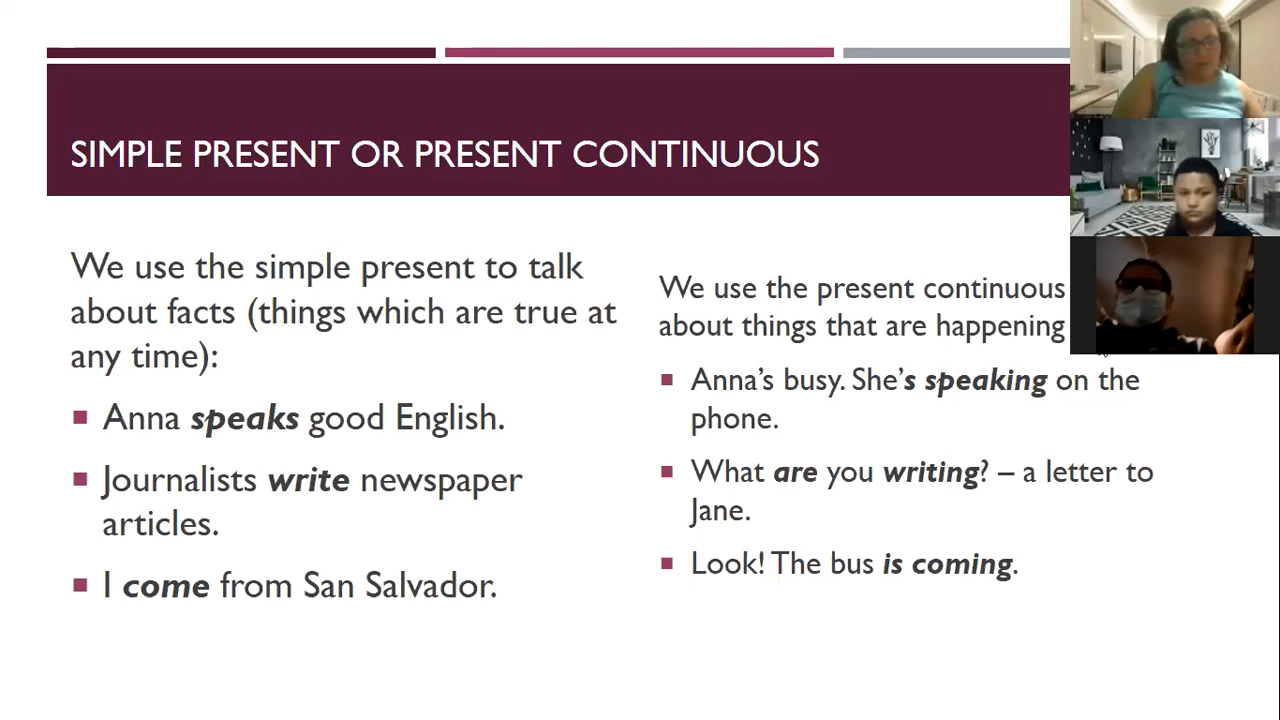 SIMPLE PRESENT OR PRESENT CONTINUOUS
We use the simple present to talk
about facts (things which are true at
any time):
Anna speaks good English.
Journalists write newspaper
articles.
I come from San Salvador.
We use the present continuous
about things that are happening
Anna’s busy. She’s speaking on the
phone.
What are you writing? – a letter to
Jane.
Look! The bus is coming.